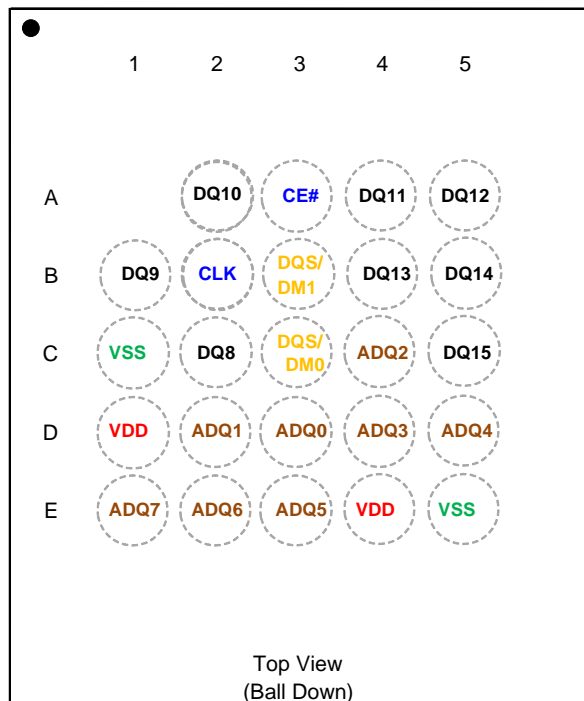 1 2 3 4 5
A DQ10 CE# DQ11 DQ12
B DQ9 CLK DQS/ DM1 DQ13 DQ14
C VSS DQ8 DQS/ DM0 ADQ2 DQ15
D VDD ADQ1 ADQ0 ADQ3 ADQ4
E ADQ7 ADQ6 ADQ5 VDD VSS
Top View
(Ball Down)